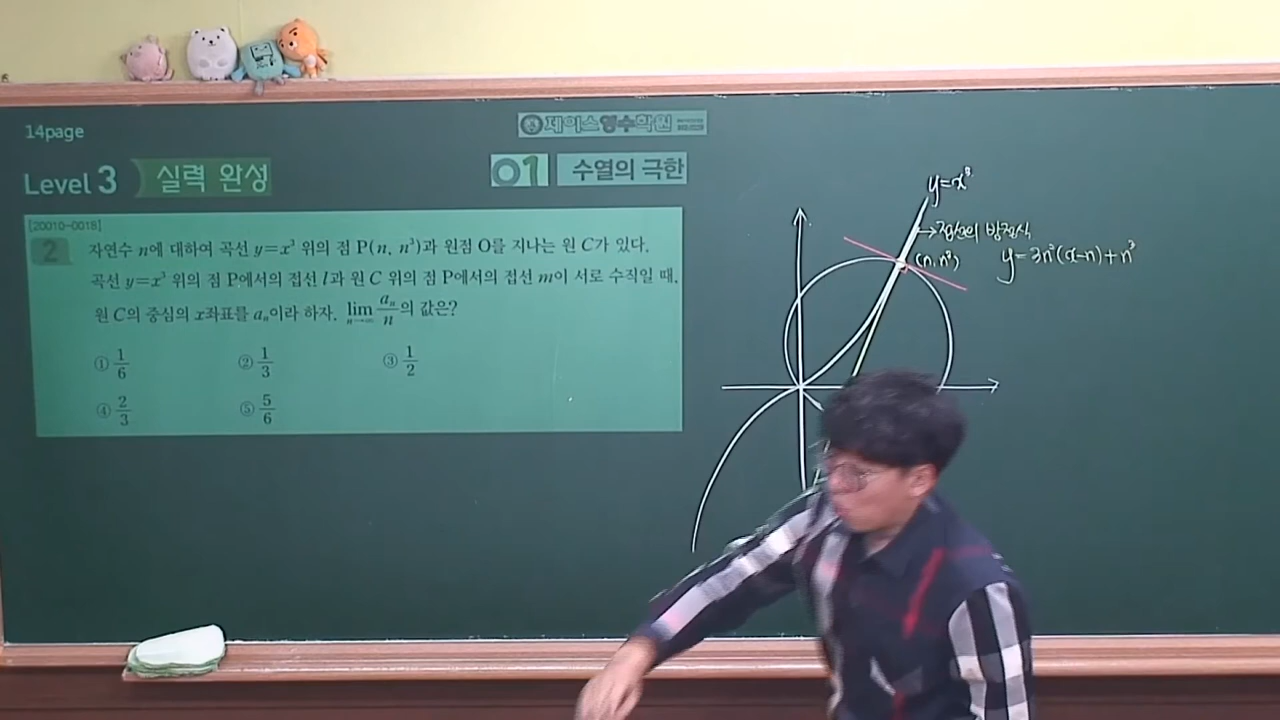 14page
제이스영수학원
Level 3 실력 완성
01 수열의 극한
[20010-0018]
2 자연수 n에 대하여 곡선 y=x³ 위의 점 P(n, n³)과 원점 O를 지나는 원 C가 있다.
곡선 y=x³ 위의 점 P에서의 접선 l과 원 C 위의 점 P에서의 접선 m이 서로 수직일 때,
원 C의 중심의 x좌표를 aₙ이라 하자. lim n→∞ aₙ/n의 값은?
① 1/6 ② 1/3 ③ 1/2
④ 2/3 ⑤ 5/6
y=x³
→접선의 방정식
(n, n³)
y=3n²(x-n)+n³